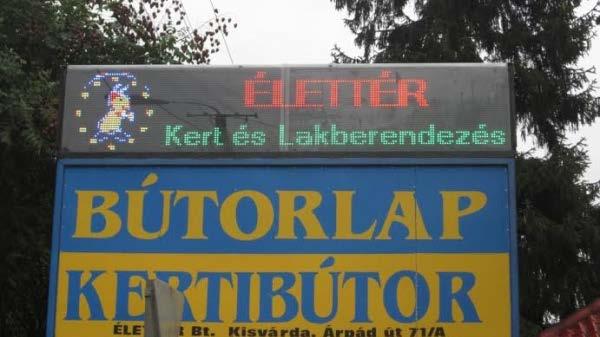 ÉLETTÉR
Kert és Lakberendezés
BÚTORLAP
KERTIBÚTOR
Bt. Kisvárda, Árpád út 71/A